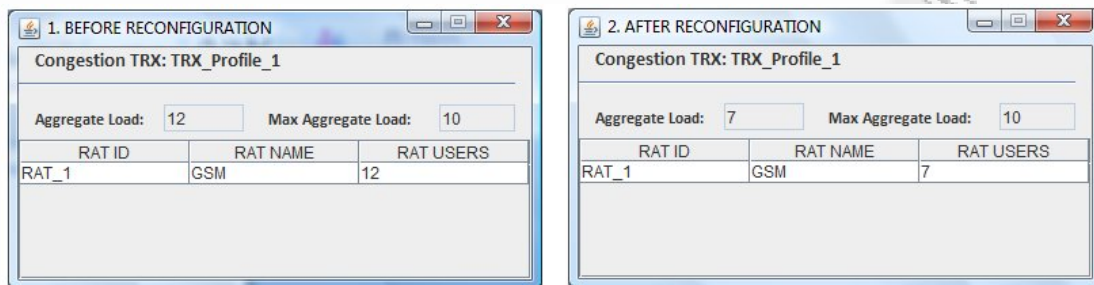 1. BEFORE RECONFIGURATION
Congestion TRX: TRX_Profile_1
Aggregate Load: 12 Max Aggregate Load: 10
RAT ID RAT NAME RAT USERS
RAT_1 GSM 12
2. AFTER RECONFIGURATION
Congestion TRX: TRX_Profile_1
Aggregate Load: 7 Max Aggregate Load: 10
RAT ID RAT NAME RAT USERS
RAT_1 GSM 7